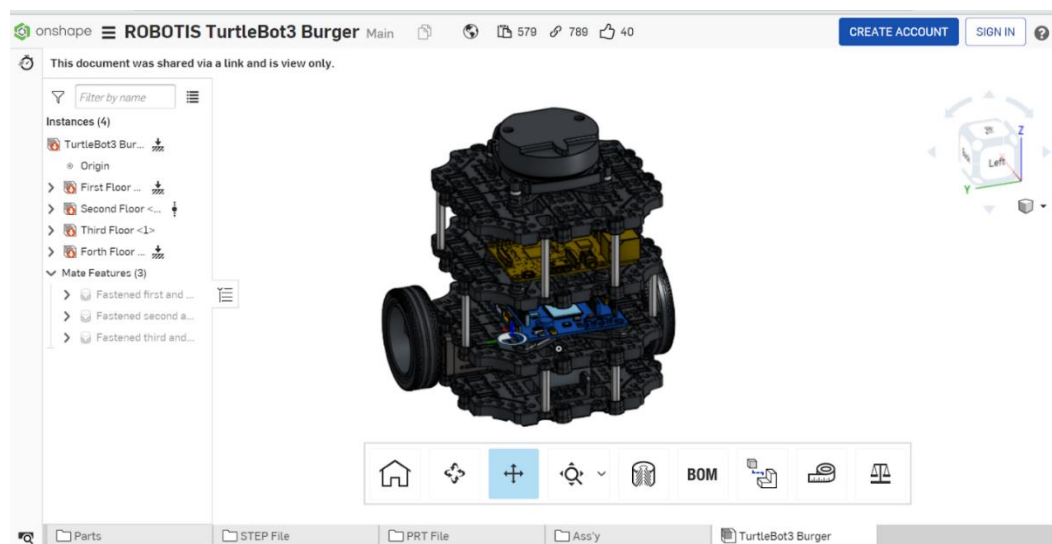 onshape ROBOTIS TurtleBot3 Burger Main 579 789 40 CREATE ACCOUNT SIGN IN
This document was shared via a link and is view only.
Filter by name
Instances (4)
TurtleBot3 Bur...
Origin
First Floor ...
Second Floor <...
Third Floor <1>
Forth Floor ...
Mate Features (3)
Fastened first and ...
Fastened second a...
Fastened third and...
Z
Left
Y
BOM
Parts STEP File PRT File Ass'y TurtleBot3 Burger